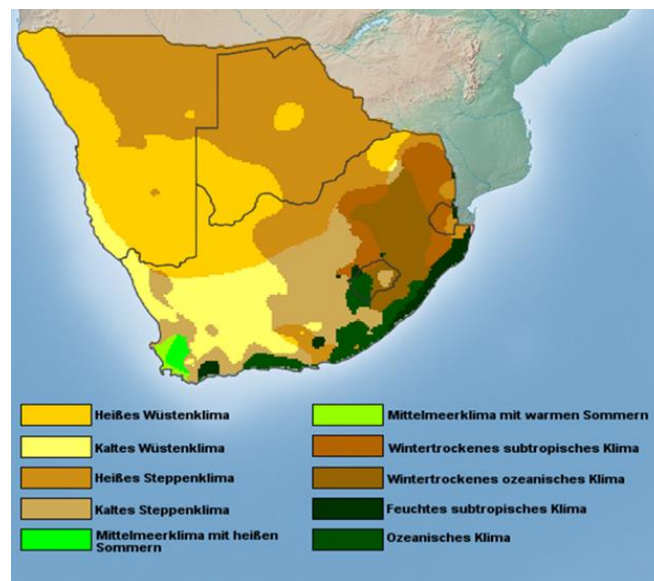 Heißes Wüstenklima
Kaltes Wüstenklima
Heißes Steppenklima
Kaltes Steppenklima
Mittelmeerklima mit heißen
Sommern
Mittelmeerklima mit warmen Sommern
Wintertrockenes subtropisches Klima
Wintertrockenes ozeanisches Klima
Feuchtes subtropisches Klima
Ozeanisches Klima